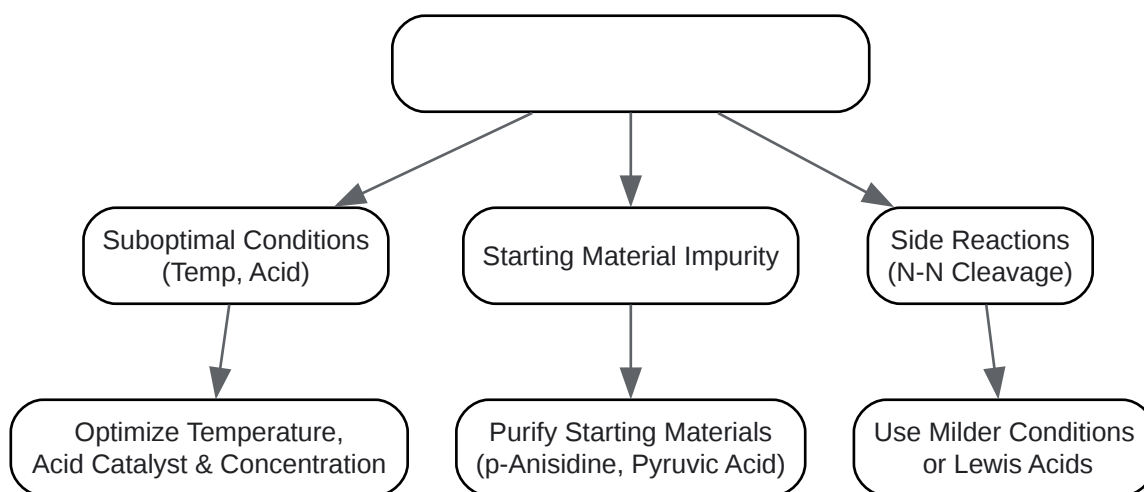 Suboptimal Conditions
(Temp, Acid)
Starting Material Impurity
Side Reactions
(N-N Cleavage)
Optimize Temperature,
Acid Catalyst & Concentration
Purify Starting Materials
(p-Anisidine, Pyruvic Acid)
Use Milder Conditions
or Lewis Acids